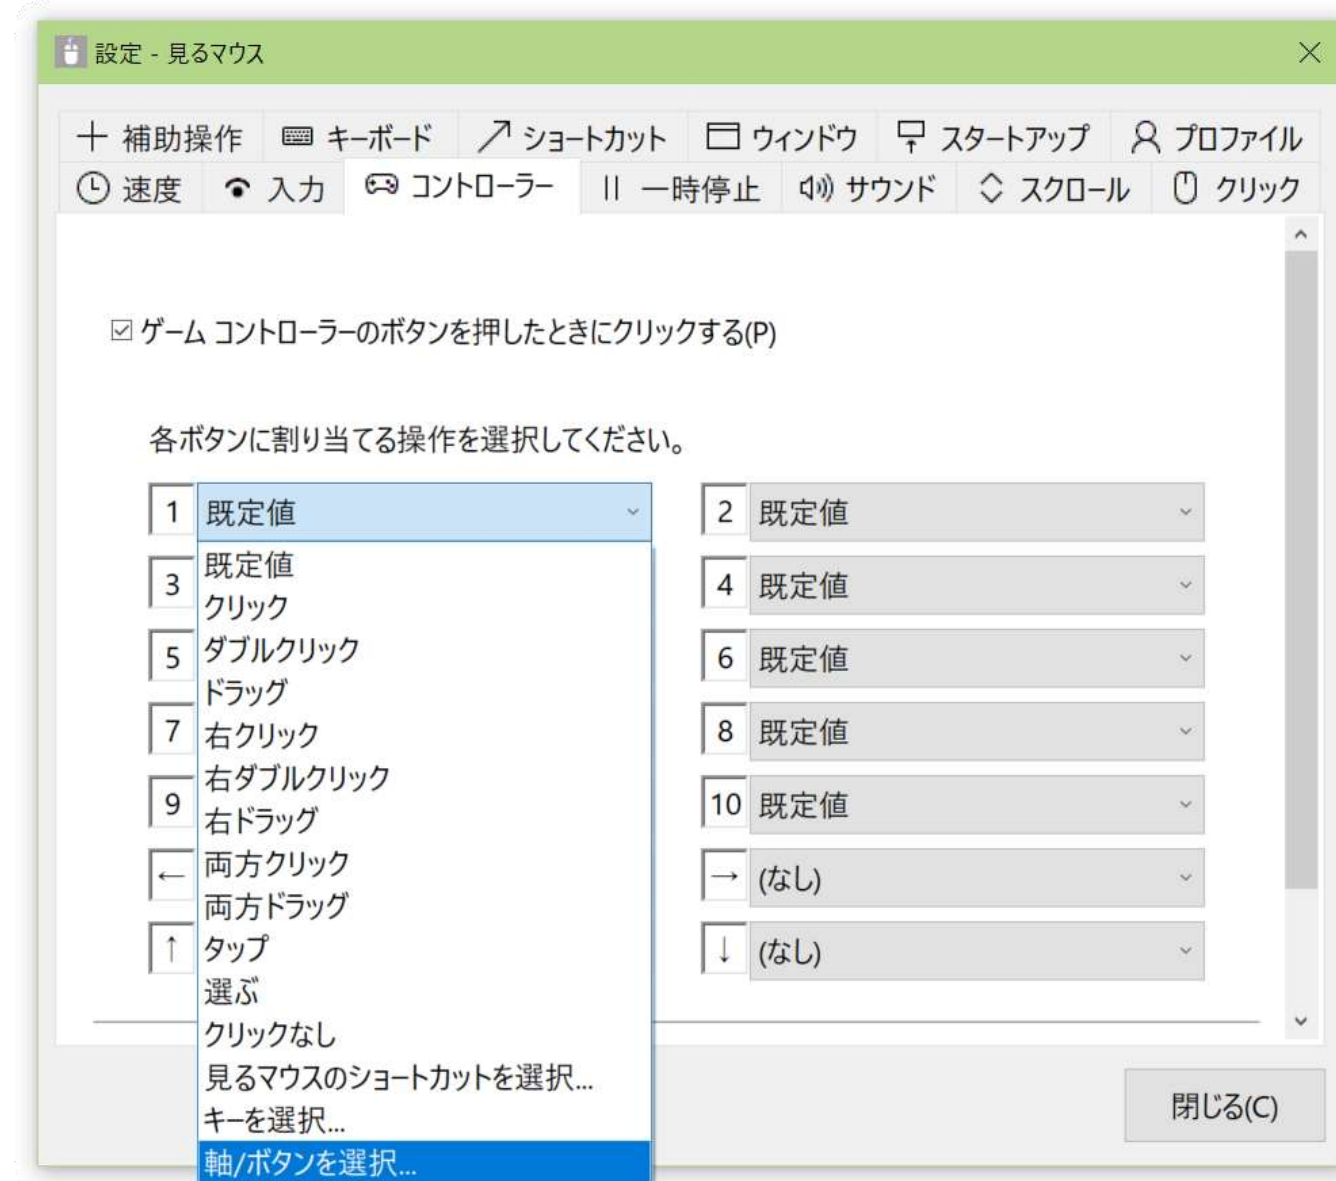 設定 - 見るマウス
補助操作 キーボード ショートカット ウィンドウ スタートアップ プロファイル
速度 入力 コントローラー 一時停止 サウンド スクロール クリック
ゲーム コントローラーのボタンを押したときにクリックする(P)
各ボタンに割り当てる操作を選択してください。
1 既定値 2 既定値
既定値
3 4 既定値
クリック
ダブルクリック
5 6 既定値
ドラッグ
7 右クリック 8 既定値
右ダブルクリック
9 10 既定値
右ドラッグ
両方クリック
← → (なし)
両方ドラッグ
↑ タップ ↓ (なし)
選ぶ
クリックなし
見るマウスのショートカットを選択...
キーを選択...
閉じる(C)
軸/ボタンを選択...